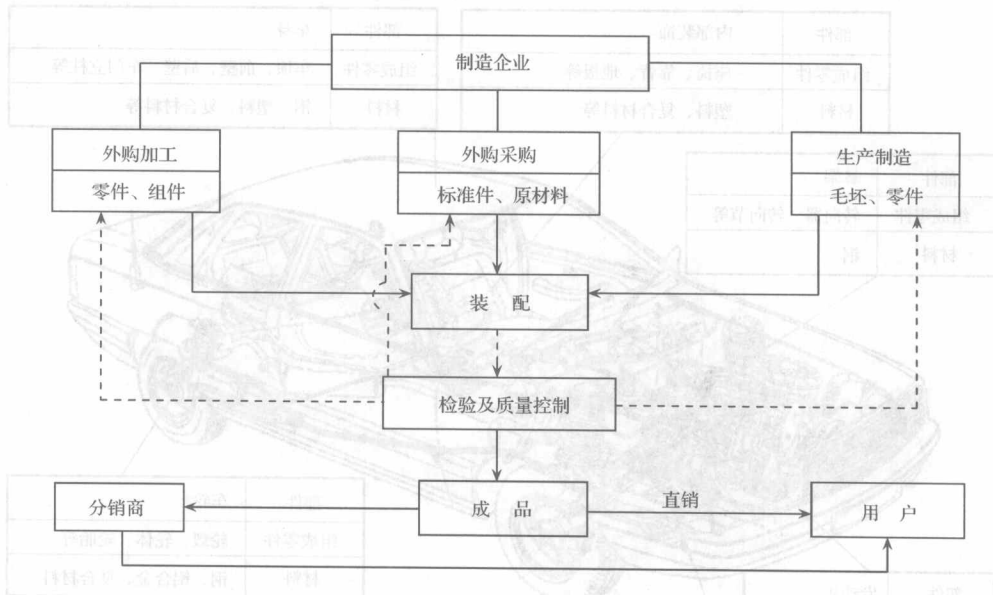 制造企业
外购加工
外购采购
生产制造
零件、组件
标准件、原材料
毛坯、零件
装 配
检验及质量控制
分销商
成 品
直销
用 户